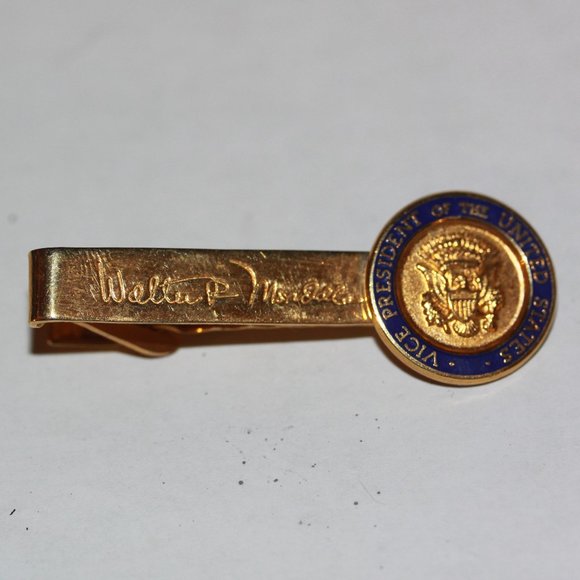 Walter F. Mondale
VICE PRESIDENT OF THE UNITED STATES